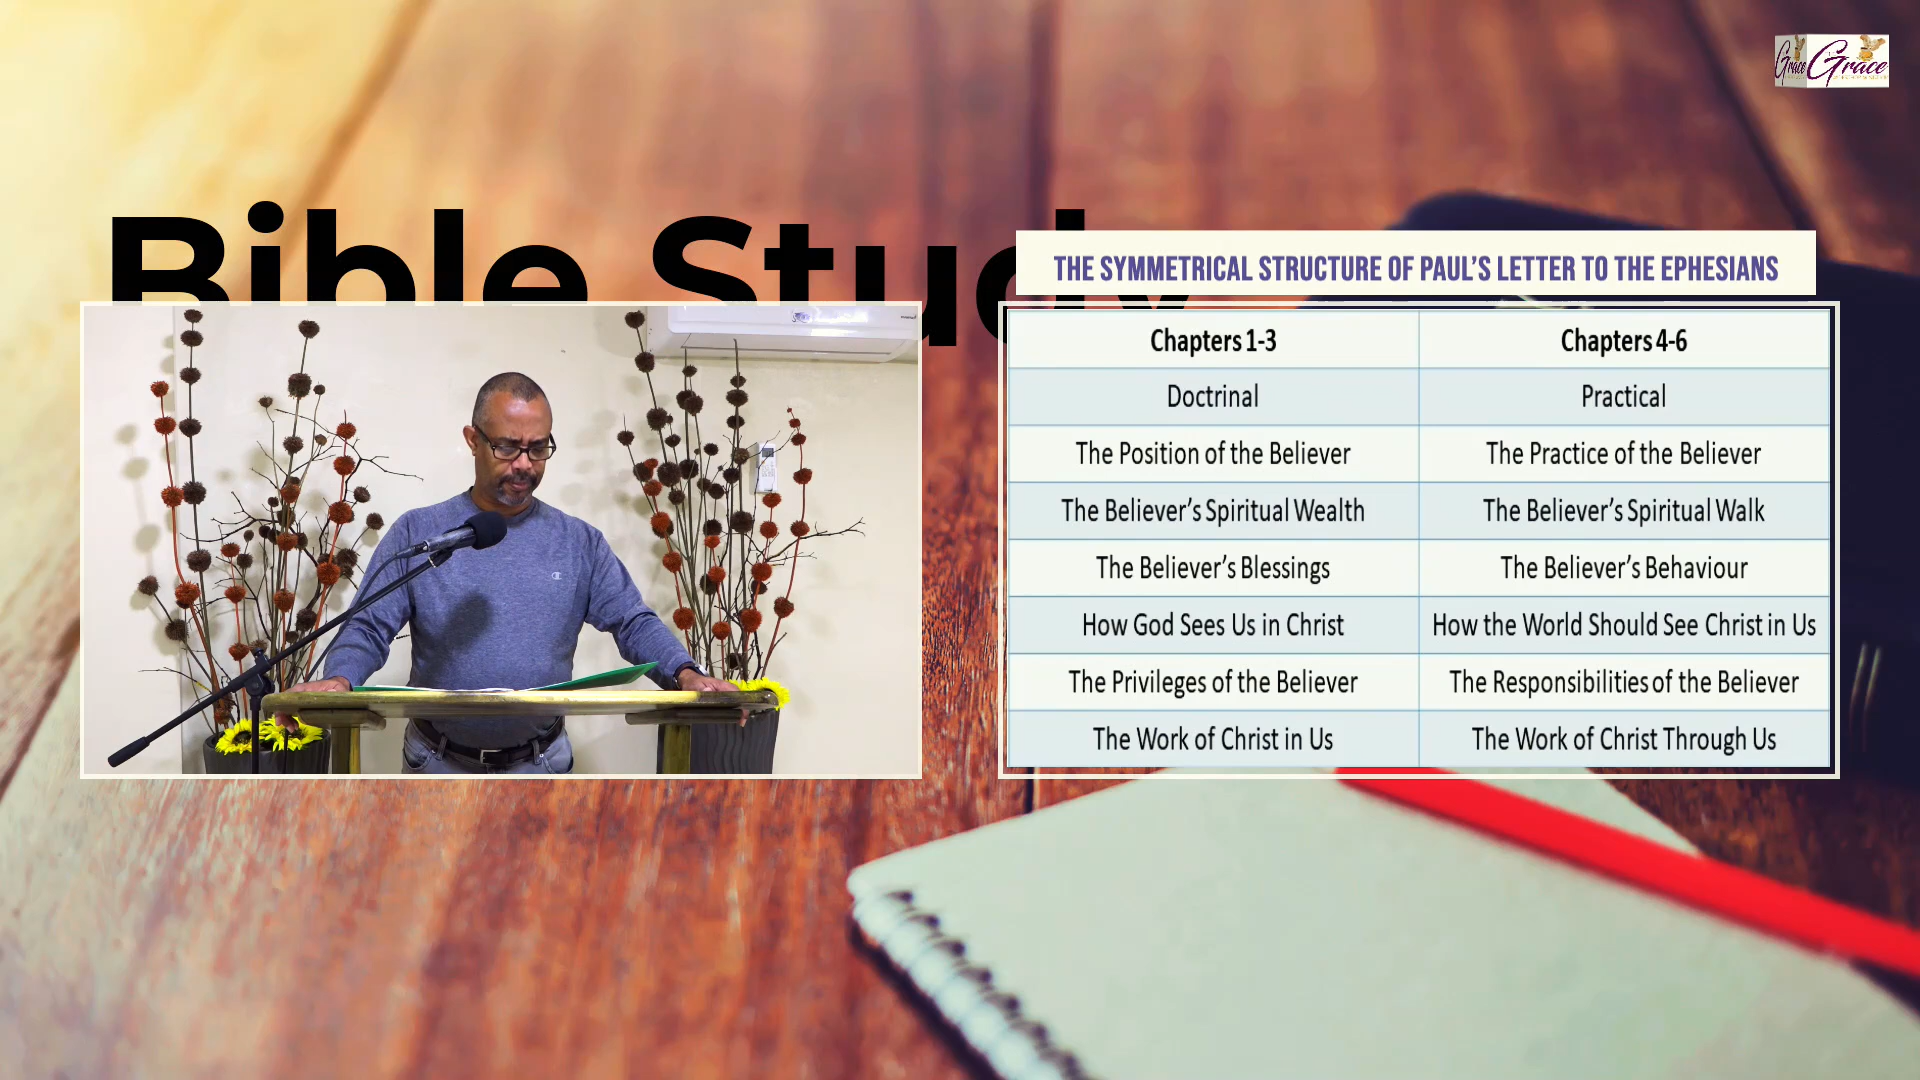 Grace Grace
Bible Study
THE SYMMETRICAL STRUCTURE OF PAUL'S LETTER TO THE EPHESIANS
Chapters 1-3 Chapters 4-6
Doctrinal Practical
The Position of the Believer The Practice of the Believer
The Believer's Spiritual Wealth The Believer's Spiritual Walk
The Believer's Blessings The Believer's Behaviour
How God Sees Us in Christ How the World Should See Christ in Us
The Privileges of the Believer The Responsibilities of the Believer
The Work of Christ in Us The Work of Christ Through Us